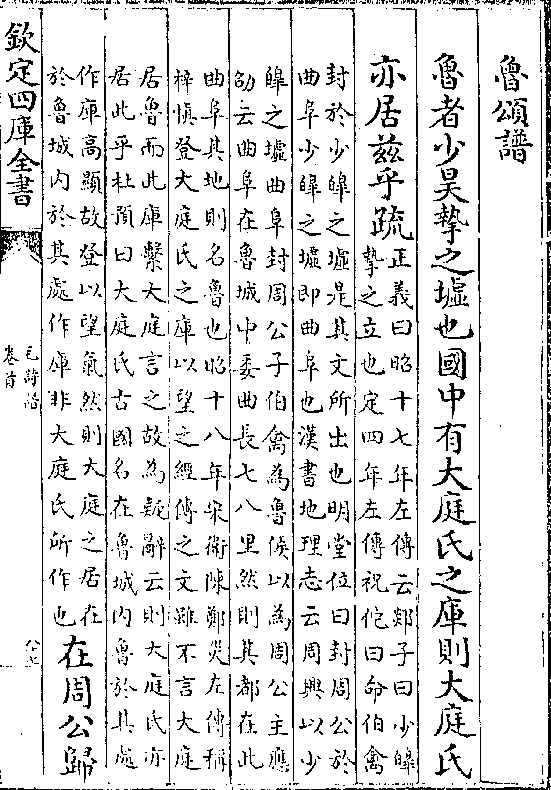 魯頌譜
魯者少昊摯之墟也國中有大庭氏之庫則大庭氏
亦居茲乎疏
正義曰昭十七年左傳云郯子曰少皥
摯之立也定四年左傳祝佗曰命伯禽
封於少皥之墟是其文所出也明堂位曰封周公於
曲阜少皥之墟即曲阜也漢書地理志云周興以少
皥之墟曲阜封周公子伯禽為魯侯以為周公主應
劭云曲阜在魯城中委曲長七八里然則其都在此
曲阜其地則名魯也昭十八年宋衛陳鄭災左傳稱
梓慎登大庭氏之庫以望之經傳之文雖不言大庭
居魯而此庫繫大庭言之故為疑辭云則大庭氏亦
居此乎杜預曰大庭氏古國名在魯城内魯於其處
作庫高顯故登以望氣然則大庭之居在
於魯城内於其處作庫非大庭氏所作也
在周公歸
欽定四庫全書
毛詩譜
卷首